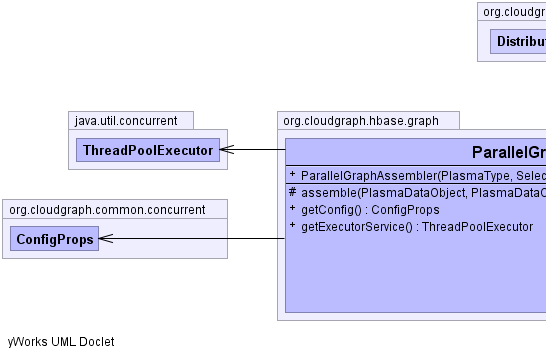 org.cloudgr
Distribut
java.util.concurrent
ThreadPoolExecutor
org.cloudgraph.hbase.graph
ParallelGr
+ ParallelGraphAssembler(PlasmaType, Selec
# assemble(PlasmaDataObject, PlasmaDataO
+ getConfig() : ConfigProps
+ getExecutorService() : ThreadPoolExecutor
org.cloudgraph.common.concurrent
ConfigProps
yWorks UML Doclet